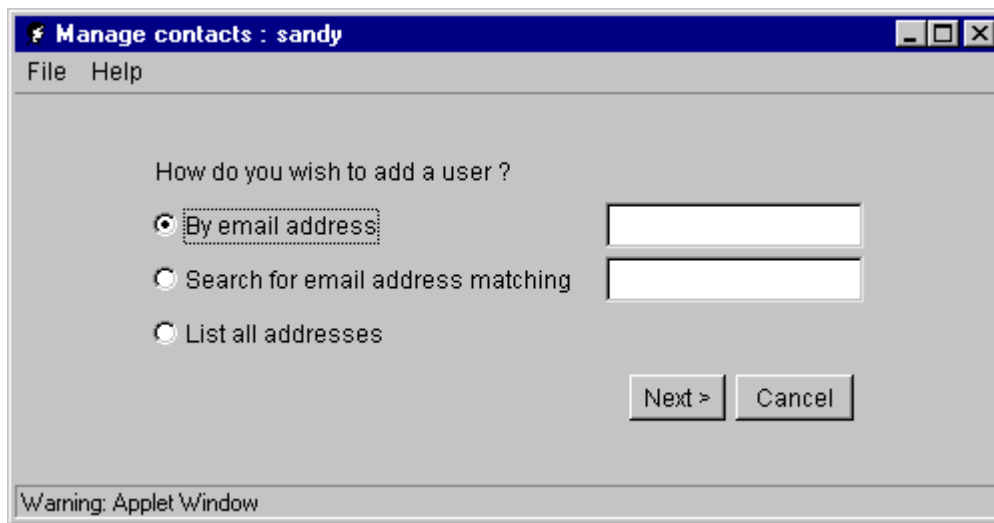 Manage contacts : sandy
File Help
How do you wish to add a user ?
By email address
Search for email address matching
List all addresses
Next > Cancel
Warning: Applet Window